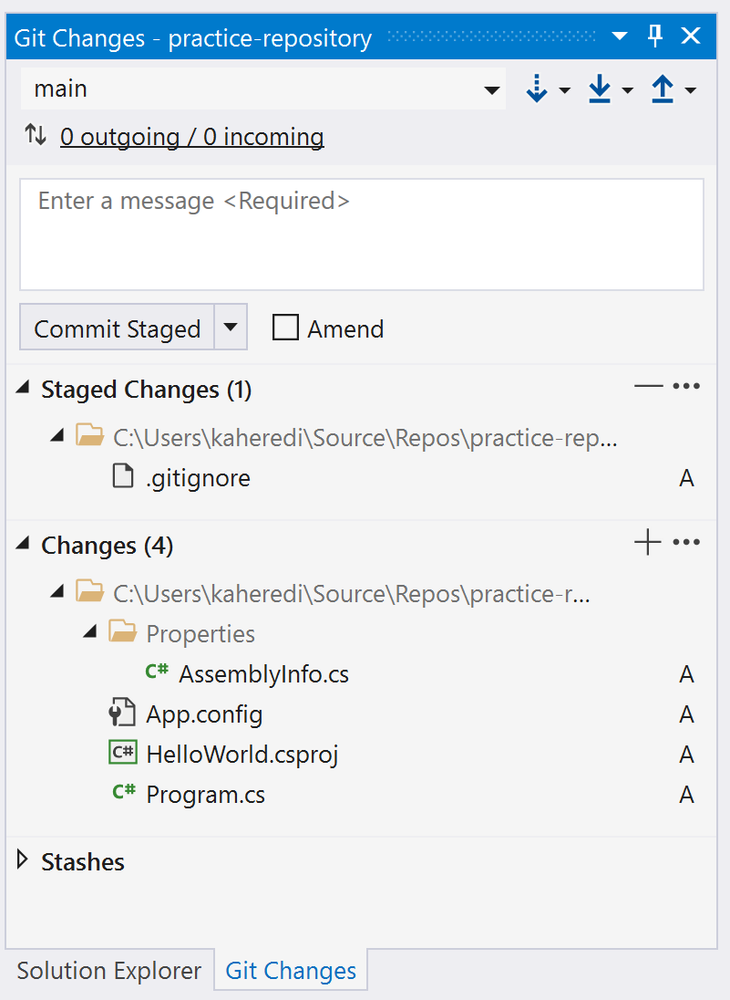 Git Changes - practice-repository
main
0 outgoing / 0 incoming
Enter a message <Required>
Commit Staged
Amend
Staged Changes (1)
C:\Users\kaheredi\Source\Repos\practice-rep...
.gitignore A
Changes (4)
C:\Users\kaheredi\Source\Repos\practice-r...
Properties
C# AssemblyInfo.cs A
App.config A
C# HelloWorld.csproj A
C# Program.cs A
Stashes
Solution Explorer Git Changes